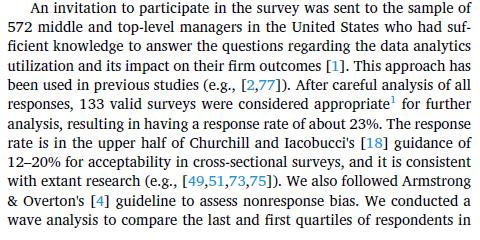 An invitation to participate in the survey was sent to the sample of
572 middle and top-level managers in the United States who had suf-
ficient knowledge to answer the questions regarding the data analytics
utilization and its impact on their firm outcomes [1]. This approach has
been used in previous studies (e.g., [2,77]). After careful analysis of all
responses, 133 valid surveys were considered appropriate¹ for further
analysis, resulting in having a response rate of about 23%. The response
rate is in the upper half of Churchill and Iacobucci's [18] guidance of
12–20% for acceptability in cross-sectional surveys, and it is consistent
with extant research (e.g., [49,51,73,75]). We also followed Armstrong
& Overton's [4] guideline to assess nonresponse bias. We conducted a
wave analysis to compare the last and first quartiles of respondents in